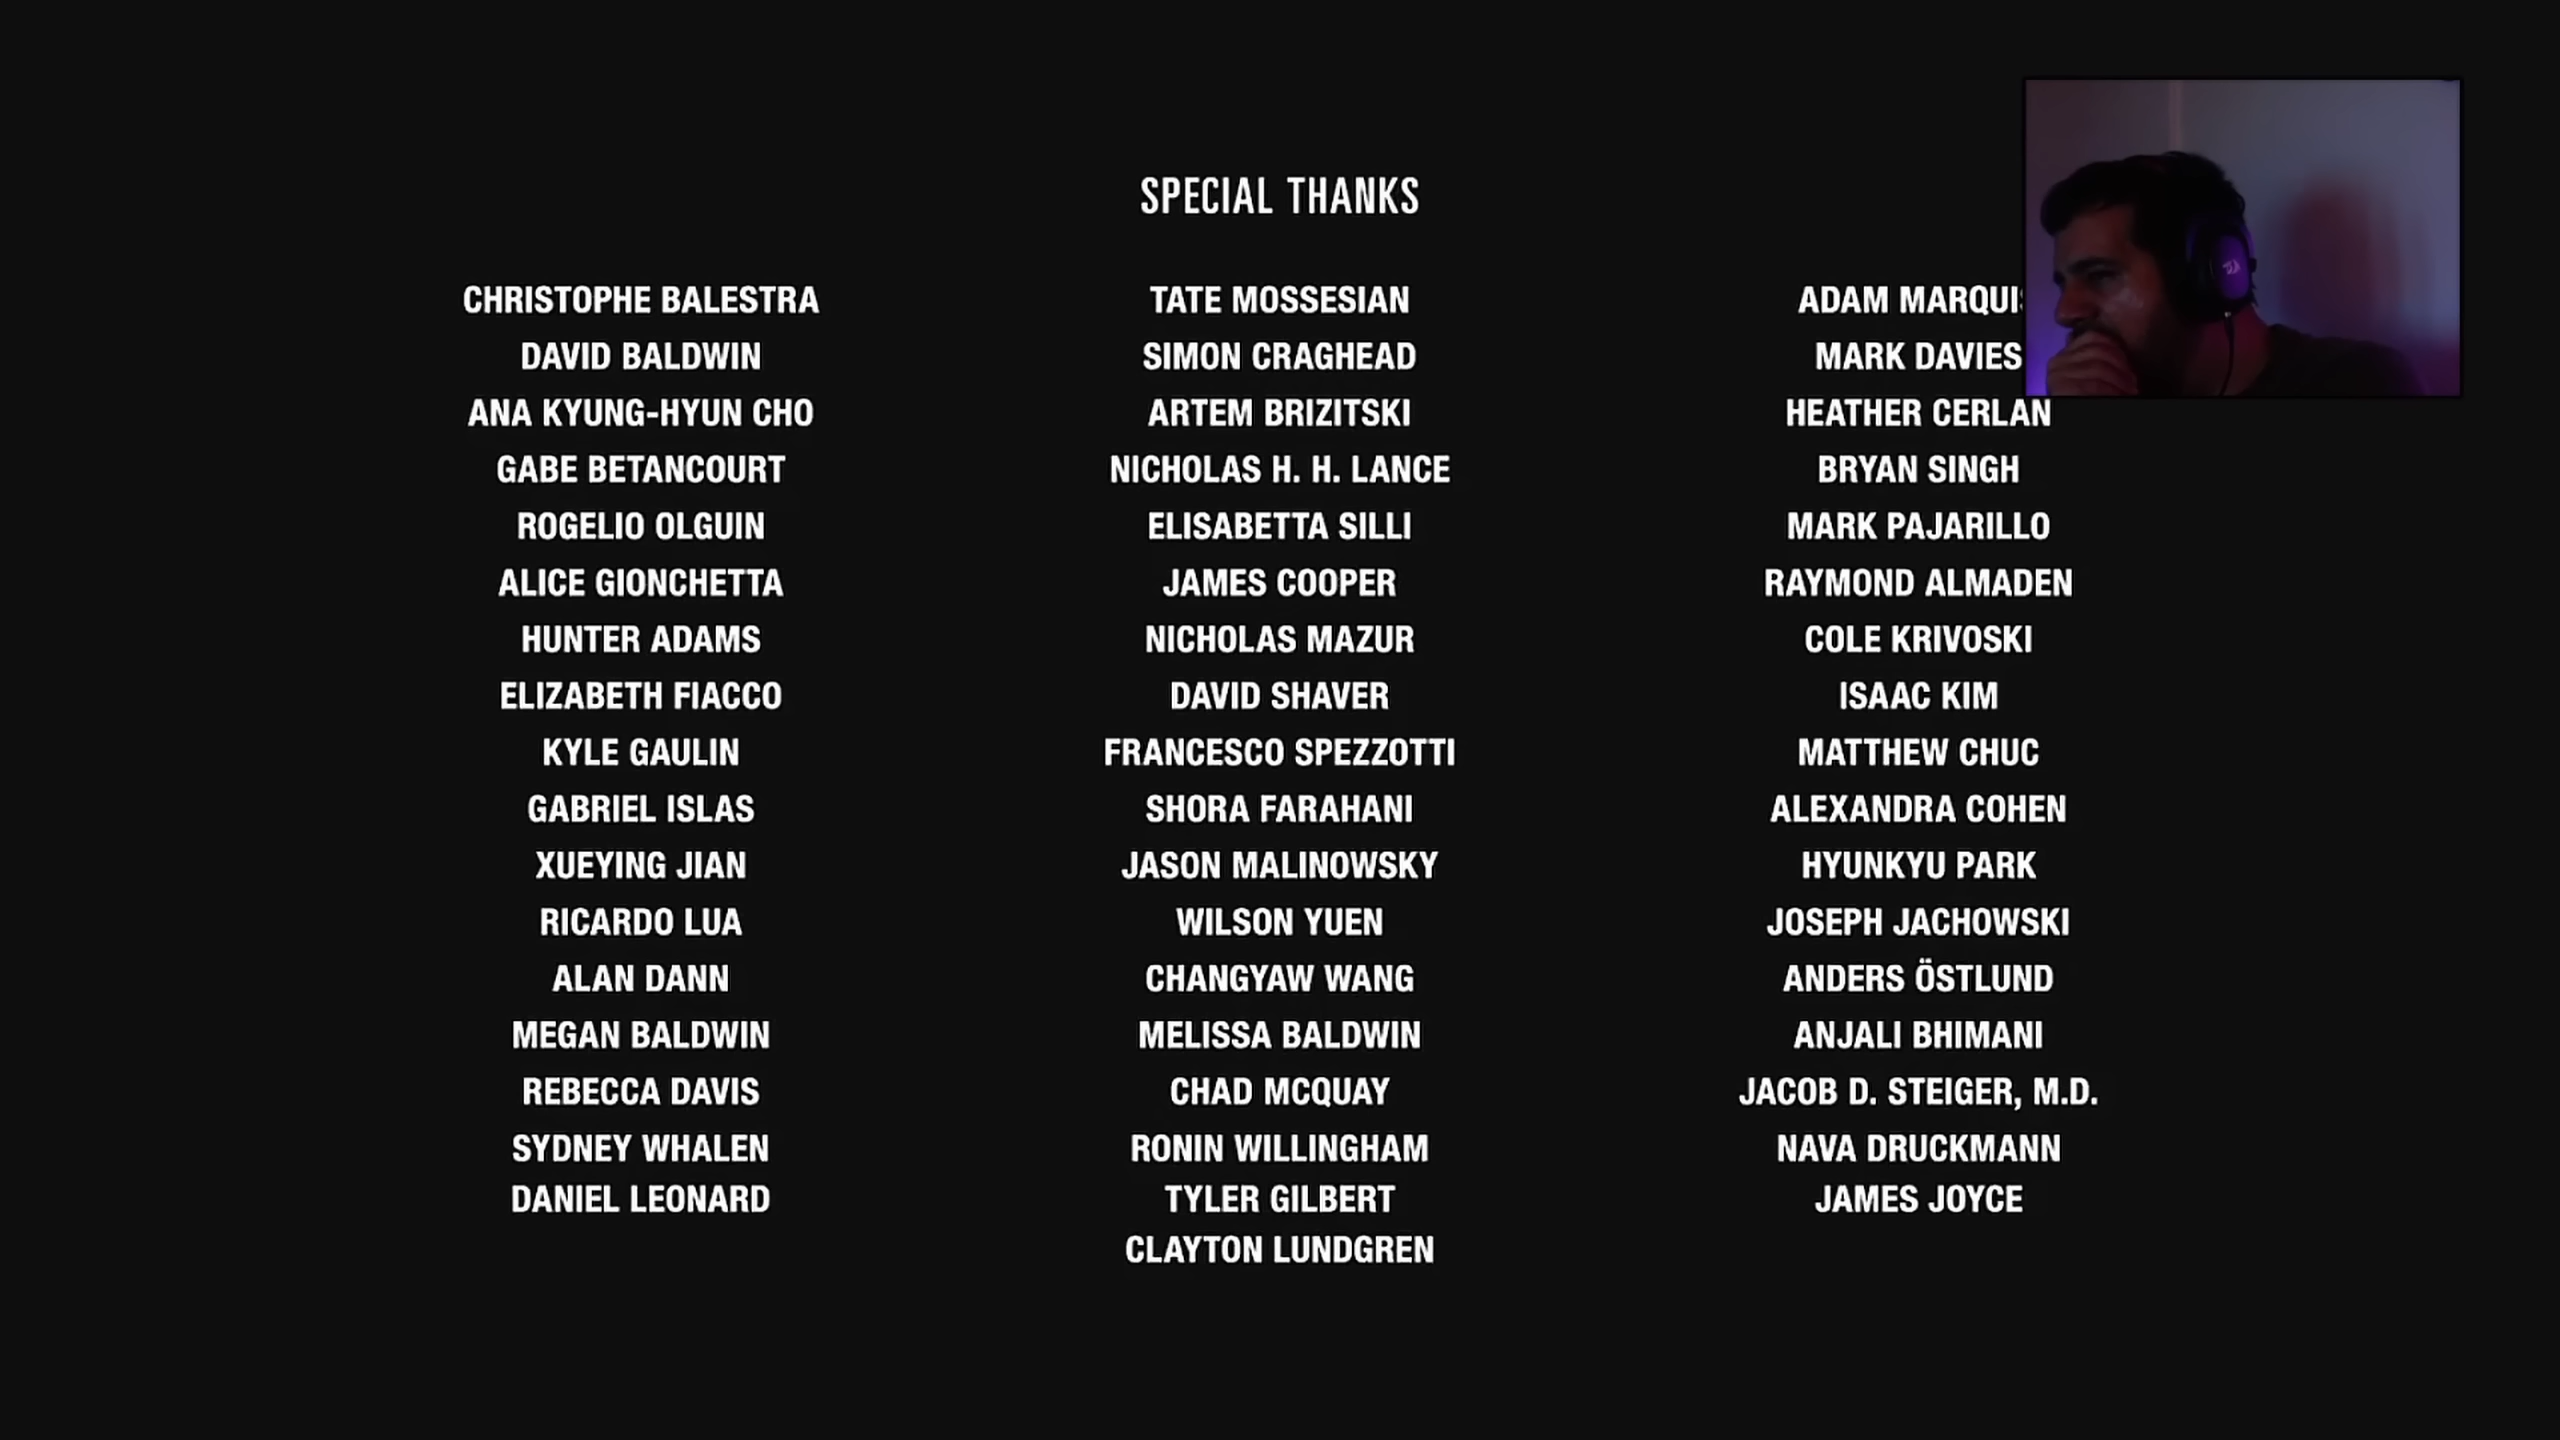 SPECIAL THANKS
CHRISTOPHE BALESTRA
DAVID BALDWIN
ANA KYUNG-HYUN CHO
GABE BETANCOURT
ROGELIO OLGUIN
ALICE GIONCHETTA
HUNTER ADAMS
ELIZABETH FIACCO
KYLE GAULIN
GABRIEL ISLAS
XUEYING JIAN
RICARDO LUA
ALAN DANN
MEGAN BALDWIN
REBECCA DAVIS
SYDNEY WHALEN
DANIEL LEONARD
TATE MOSSESIAN
SIMON CRAGHEAD
ARTEM BRIZITSKI
NICHOLAS H. H. LANCE
ELISABETTA SILLI
JAMES COOPER
NICHOLAS MAZUR
DAVID SHAVER
FRANCESCO SPEZZOTTI
SHORA FARAHANI
JASON MALINOWSKY
WILSON YUEN
CHANGYAW WANG
MELISSA BALDWIN
CHAD MCQUAY
RONIN WILLINGHAM
TYLER GILBERT
CLAYTON LUNDGREN
ADAM
MARK DAVIES
HEATHER CERLAN
BRYAN SINGH
MARK PAJARILLO
RAYMOND ALMADEN
COLE KRIVOSKI
ISAAC KIM
MATTHEW CHUC
ALEXANDRA COHEN
HYUNKYU PARK
JOSEPH JACHOWSKI
ANDERS ÖSTLUND
ANJALI BHIMANI
JACOB D. STEIGER, M.D.
NAVA DRUCKMANN
JAMES JOYCE